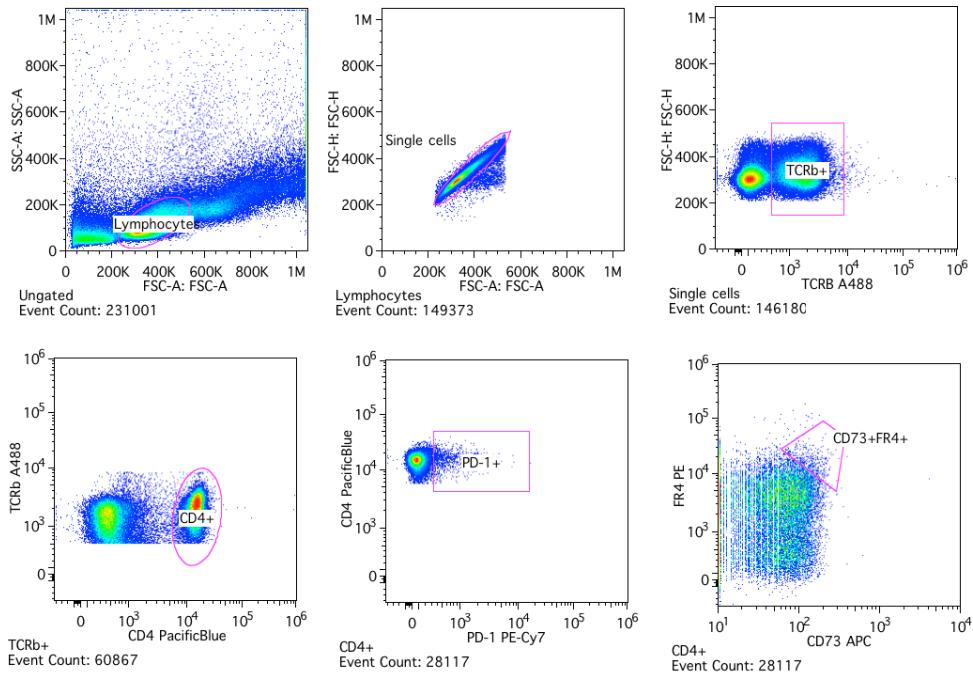 1M
800K
600K
400K
200K
0
SSC-A: SSC-A
Lymphocytes
0 200K 400K 600K 800K 1M
FSC-A: FSC-A
Ungated
Event Count: 231001
1M
800K
600K
400K
200K
0
FSC-H: FSC-H
Single cells
0 200K 400K 600K 800K 1M
FSC-A: FSC-A
Lymphocytes
Event Count: 149373
1M
800K
600K
400K
200K
0
FSC-H: FSC-H
TCRb+
0 10³ 10⁴ 10⁵ 10⁶
TCRB A488
Single cells
Event Count: 146180
10⁶
10⁵
10⁴
10³
0
TCRb A488
CD4+
0 10³ 10⁴ 10⁵ 10⁶
CD4 PacificBlue
TCRb+
Event Count: 60867
10⁶
10⁵
10⁴
10³
0
CD4 PacificBlue
PD-1+
0 10³ 10⁴ 10⁵ 10⁶
PD-1 PE-Cy7
CD4+
Event Count: 28117
10⁶
10⁵
10⁴
10³
0
FR4 PE
CD73+FR4+
10¹ 10² 10³ 10⁴
CD73 APC
CD4+
Event Count: 28117